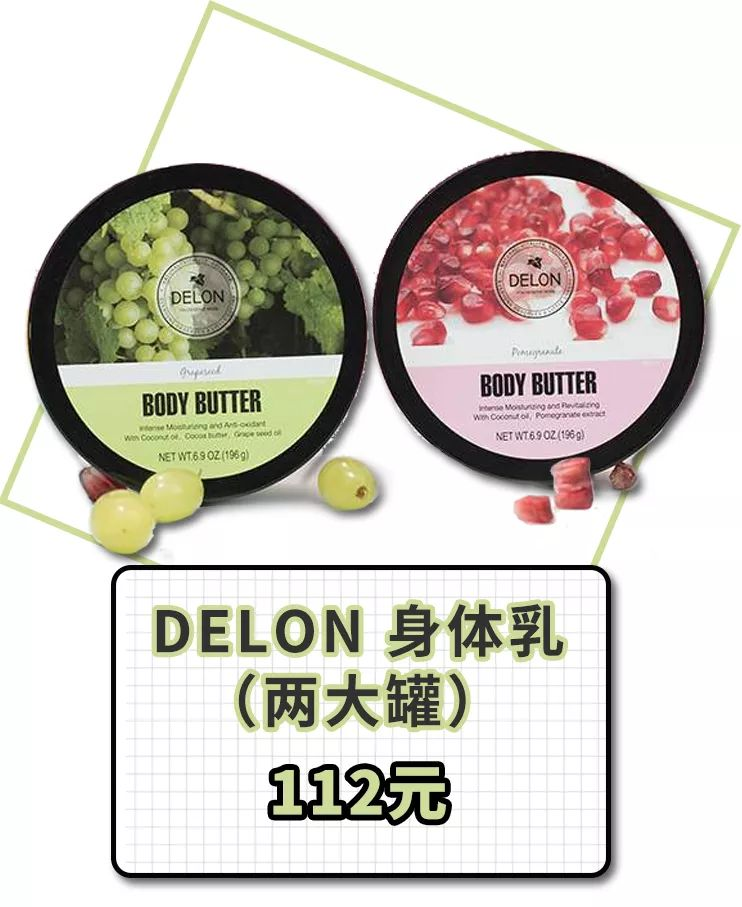 DELON
Grapeseed
BODY BUTTER
Intense Moisturizing and Anti-oxidant
With Coconut oil, Cocoa butter, Grape seed oil
NET WT.6.9 OZ.(196g)
DELON
Pomegranate
BODY BUTTER
Intense Moisturizing and Revitalizing
With Coconut oil, Pomegranate extract
NET WT.6.9 OZ.(196g)
DELON 身体乳
（两大罐）
112元